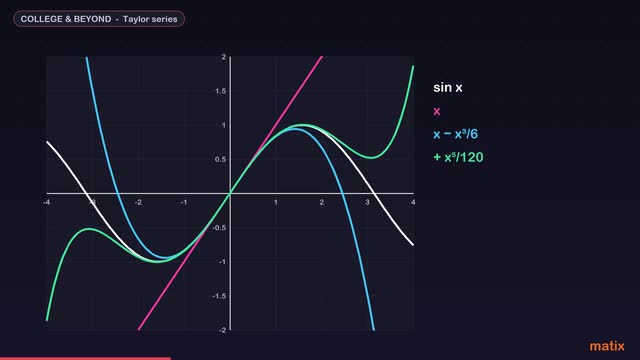 COLLEGE & BEYOND - Taylor series
2
1.5
1
0.5
-4 -3 -2 -1 1 2 3 4
-0.5
-1
-1.5
-2
sin x
x
x − x³/6
+ x⁵/120
matix